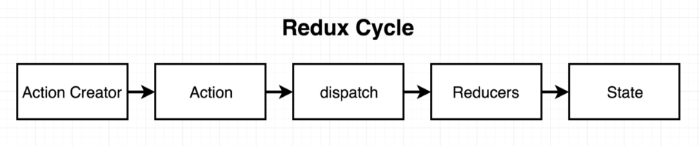 Redux Cycle
Action Creator
Action
dispatch
Reducers
State